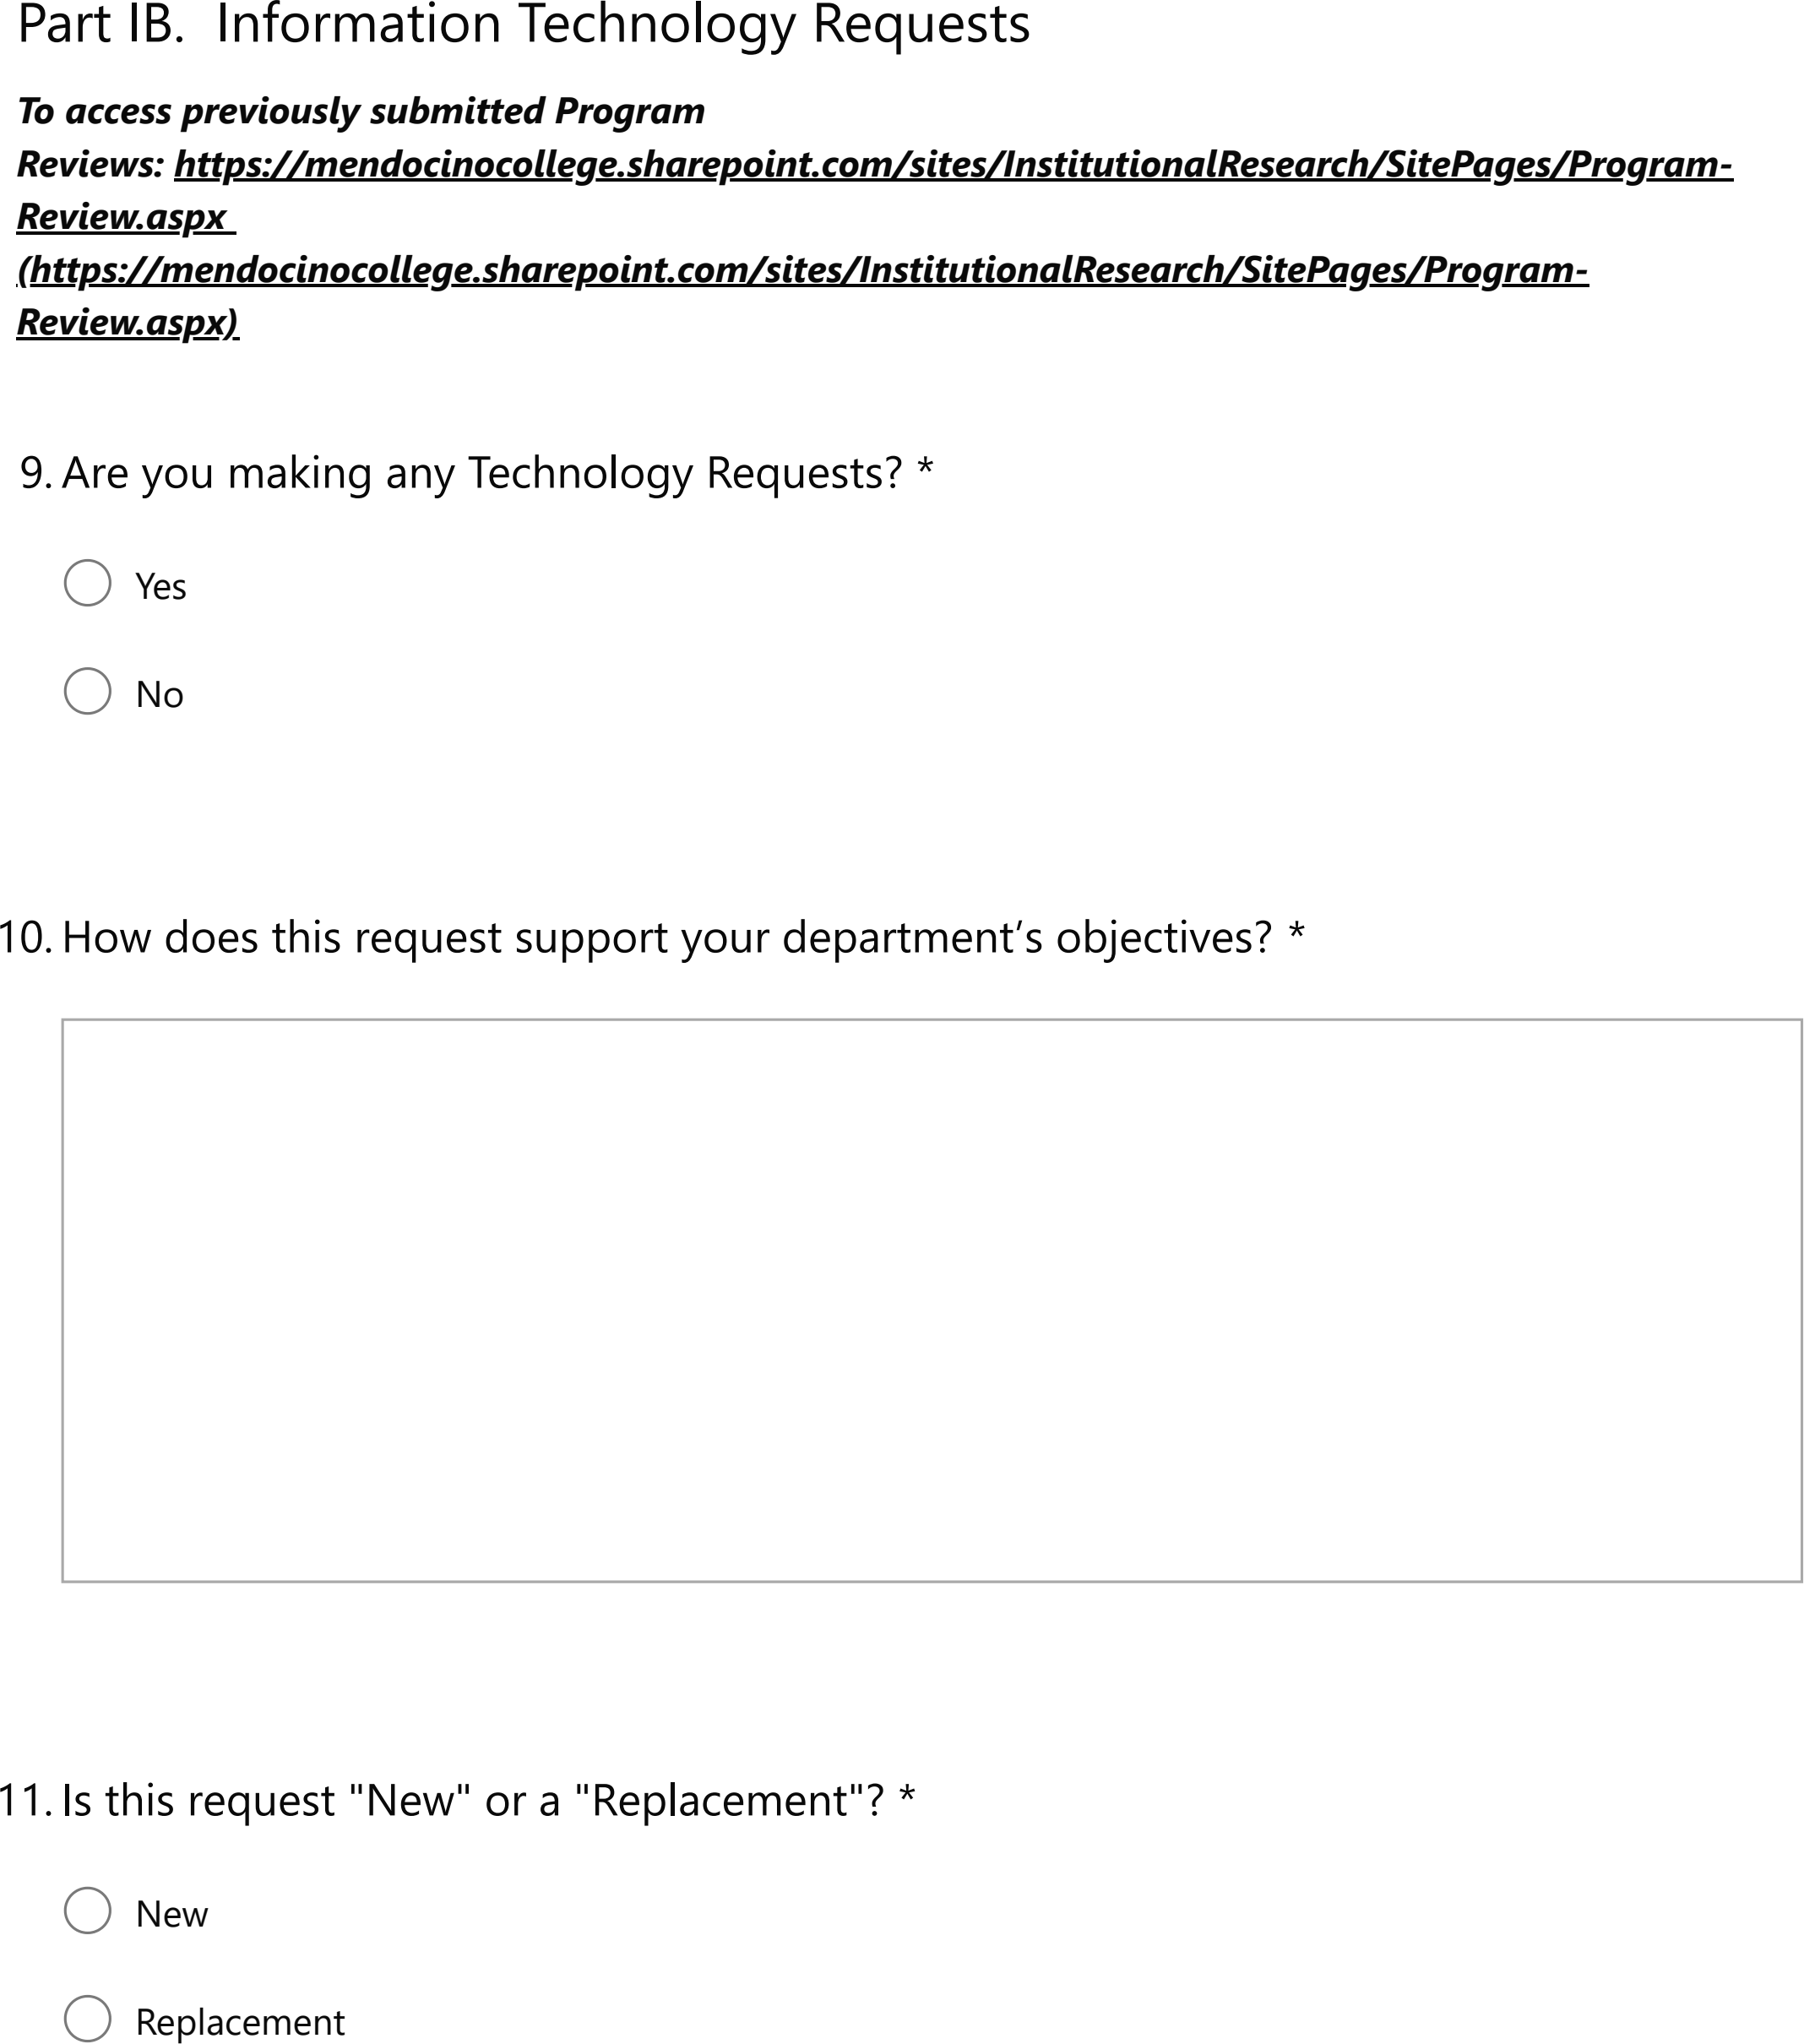 Part IB.  Information Technology Requests
To access previously submitted Program
Reviews: https://mendocinocollege.sharepoint.com/sites/InstitutionalResearch/SitePages/Program-
Review.aspx
(https://mendocinocollege.sharepoint.com/sites/InstitutionalResearch/SitePages/Program-
Review.aspx)
9. Are you making any Technology Requests? *
Yes
No
10. How does this request support your department’s objectives? *
11. Is this request "New" or a "Replacement"? *
New
Replacement